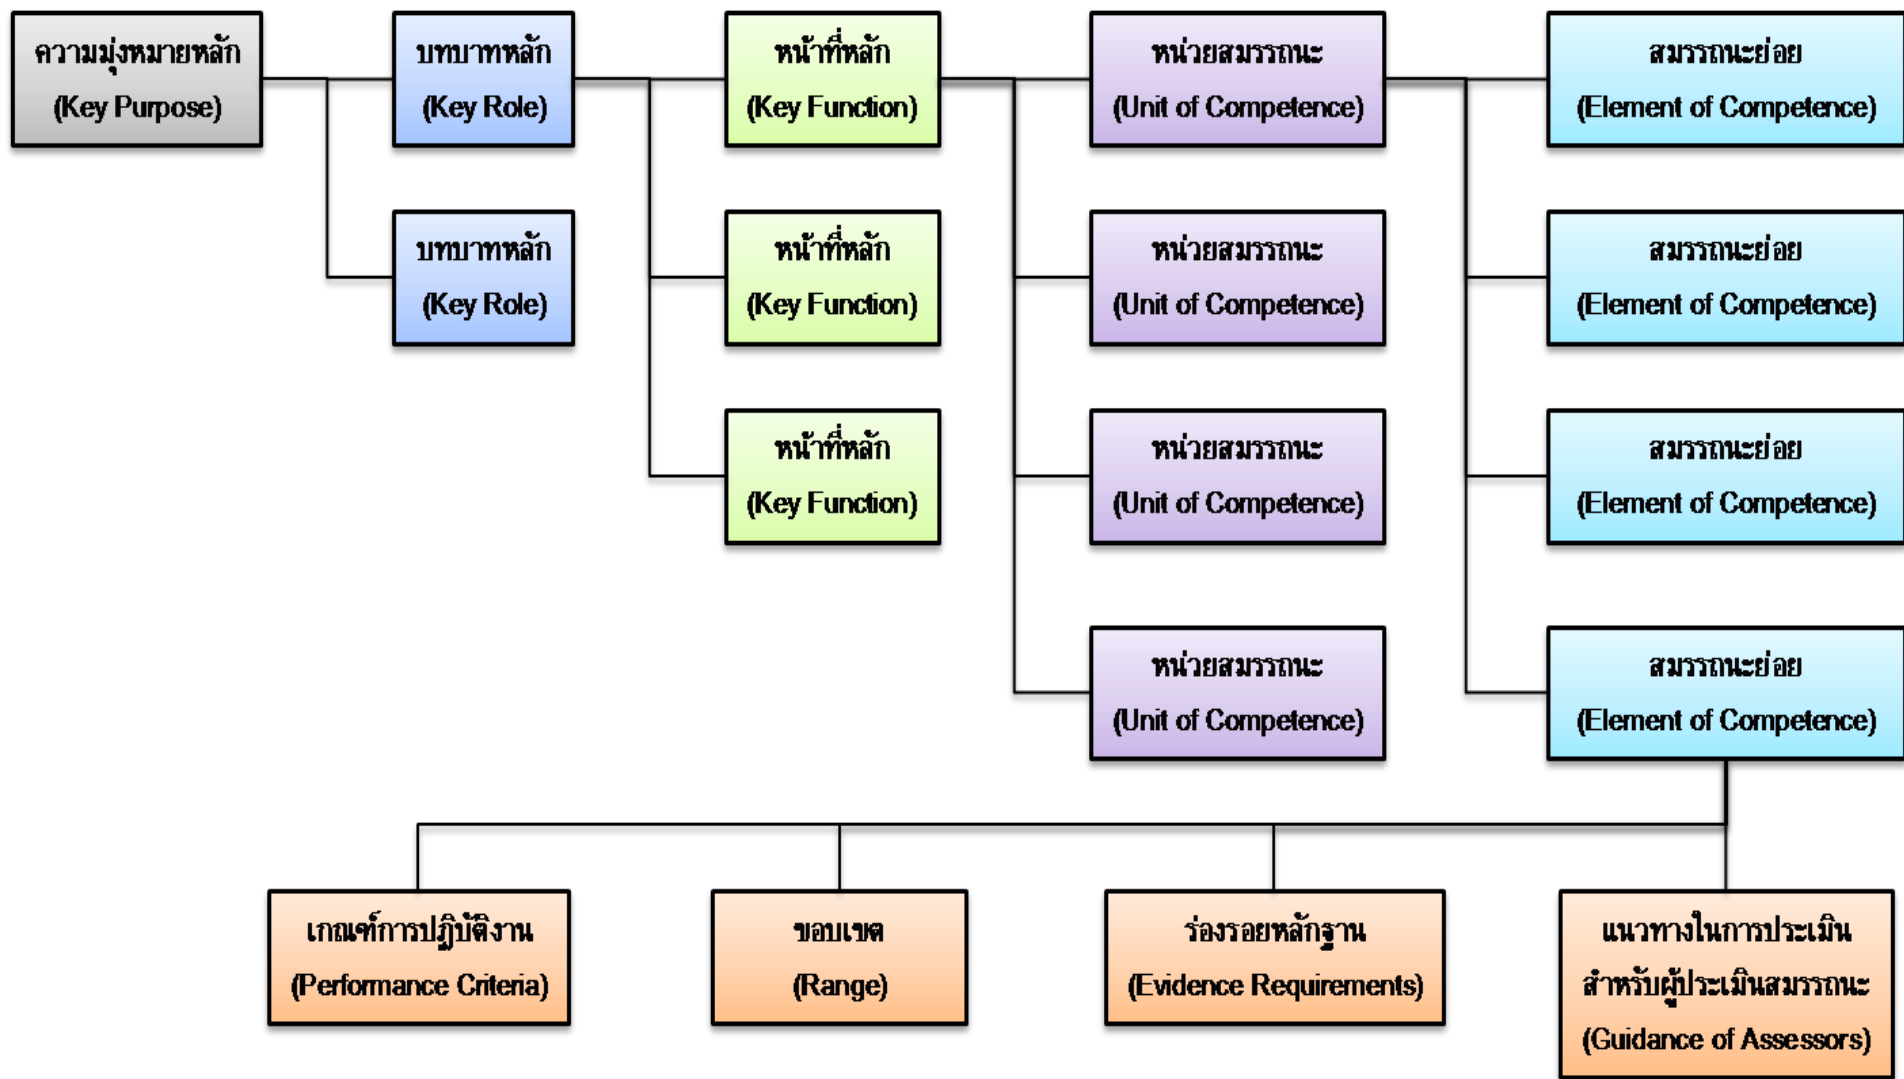 ความมุ่งหมายหลัก
(Key Purpose)
บทบาทหลัก
(Key Role)
หน้าที่หลัก
(Key Function)
หน่วยสมรรถนะ
(Unit of Competence)
สมรรถนะย่อย
(Element of Competence)
บทบาทหลัก
(Key Role)
หน้าที่หลัก
(Key Function)
หน่วยสมรรถนะ
(Unit of Competence)
สมรรถนะย่อย
(Element of Competence)
หน้าที่หลัก
(Key Function)
หน่วยสมรรถนะ
(Unit of Competence)
สมรรถนะย่อย
(Element of Competence)
หน่วยสมรรถนะ
(Unit of Competence)
สมรรถนะย่อย
(Element of Competence)
เกณฑ์การปฏิบัติงาน
(Performance Criteria)
ขอบเขต
(Range)
ร่องรอยหลักฐาน
(Evidence Requirements)
แนวทางในการประเมิน
สำหรับผู้ประเมินสมรรถนะ
(Guidance of Assessors)